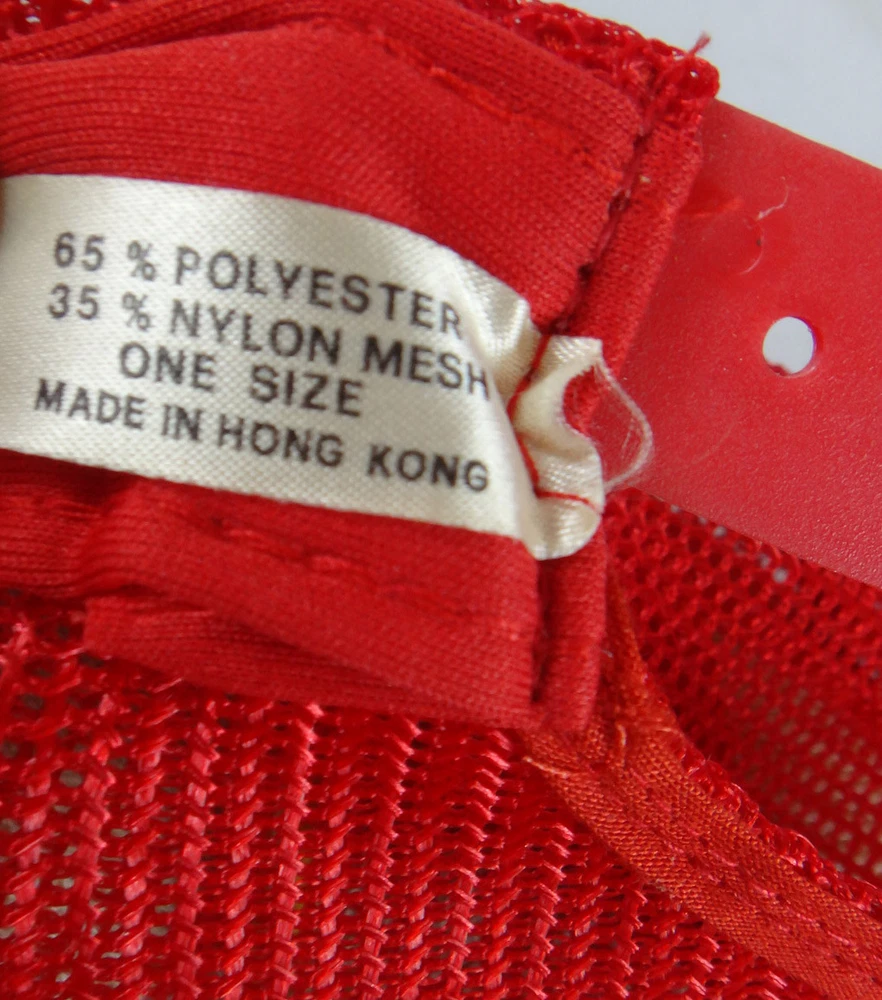 65 % POLYESTER
35 % NYLON MESH
ONE SIZE
MADE IN HONG KONG